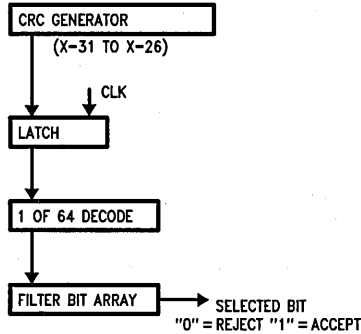 CRC GENERATOR
(X-31 TO X-26)
CLK
LATCH
1 OF 64 DECODE
FILTER BIT ARRAY
SELECTED BIT
"0" = REJECT "1" = ACCEPT